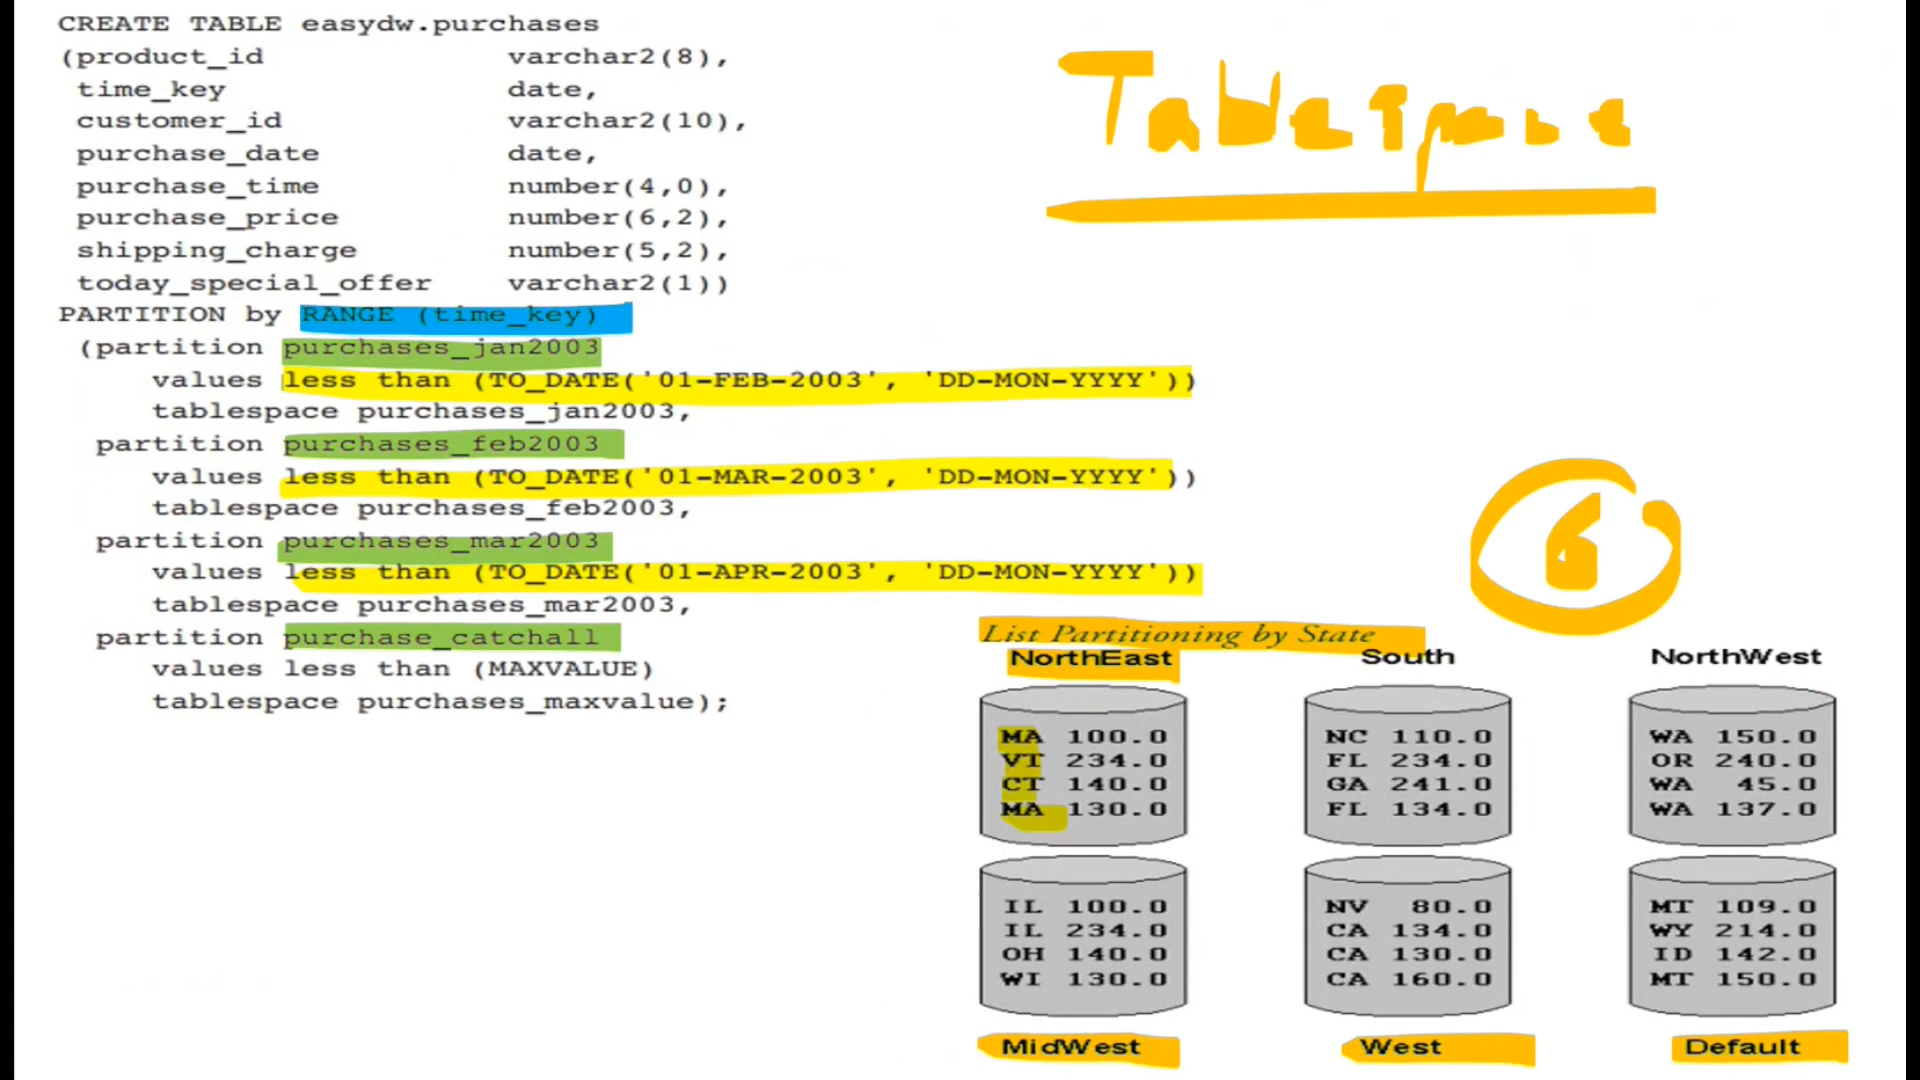 CREATE TABLE easydw.purchases
(product_id varchar2(8),
time_key date,
customer_id varchar2(10),
purchase_date date,
purchase_time number(4,0),
purchase_price number(6,2),
shipping_charge number(5,2),
today_special_offer varchar2(1))
PARTITION by RANGE (time_key)
(partition purchases_jan2003
values less than (TO_DATE('01-FEB-2003', 'DD-MON-YYYY'))
tablespace purchases_jan2003,
partition purchases_feb2003
values less than (TO_DATE('01-MAR-2003', 'DD-MON-YYYY'))
tablespace purchases_feb2003,
partition purchases_mar2003
values less than (TO_DATE('01-APR-2003', 'DD-MON-YYYY'))
tablespace purchases_mar2003,
partition purchase_catchall
values less than (MAXVALUE)
tablespace purchases_maxvalue);
Tablespace
6
List Partitioning by State
NorthEast South NorthWest
MA 100.0 NC 110.0 WA 150.0
VT 234.0 FL 234.0 OR 240.0
CT 140.0 GA 241.0 WA 45.0
MA 130.0 FL 134.0 WA 137.0
IL 100.0 NV 80.0 MT 109.0
IL 234.0 CA 134.0 WY 214.0
OH 140.0 CA 130.0 ID 142.0
WI 130.0 CA 160.0 MT 150.0
MidWest West Default